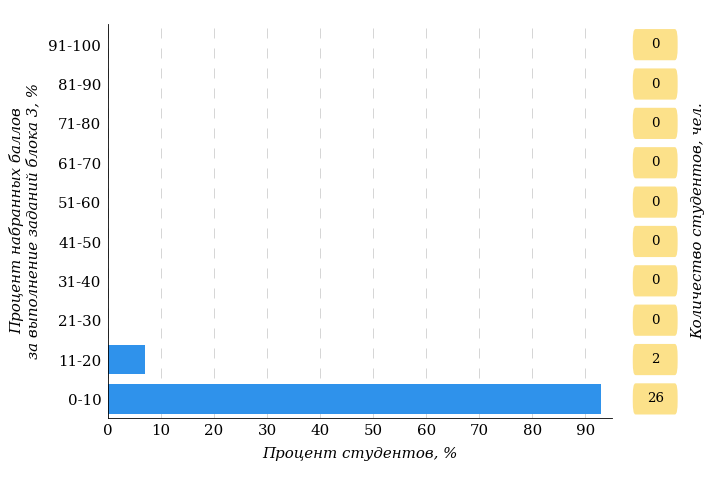 Процент набранных баллов
за выполнение заданий блока 3, %
91-100 0
81-90 0
71-80 0
61-70 0
51-60 0
41-50 0
31-40 0
21-30 0
11-20 2
0-10 26
0 10 20 30 40 50 60 70 80 90
Процент студентов, %
Количество студентов, чел.